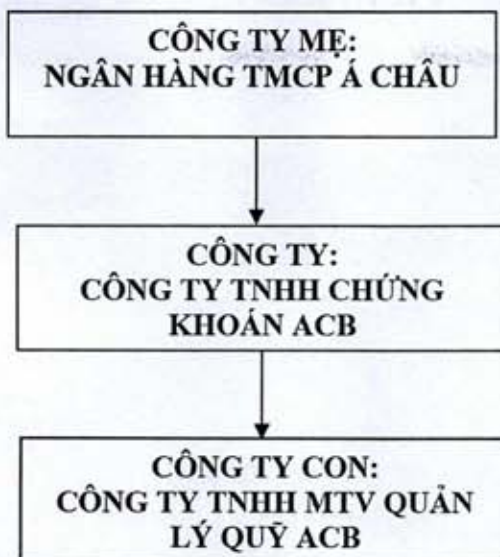 CÔNG TY MẸ:
NGÂN HÀNG TMCP Á CHÂU
CÔNG TY:
CÔNG TY TNHH CHỨNG
KHOÁN ACB
CÔNG TY CON:
CÔNG TY TNHH MTV QUẢN
LÝ QUỸ ACB